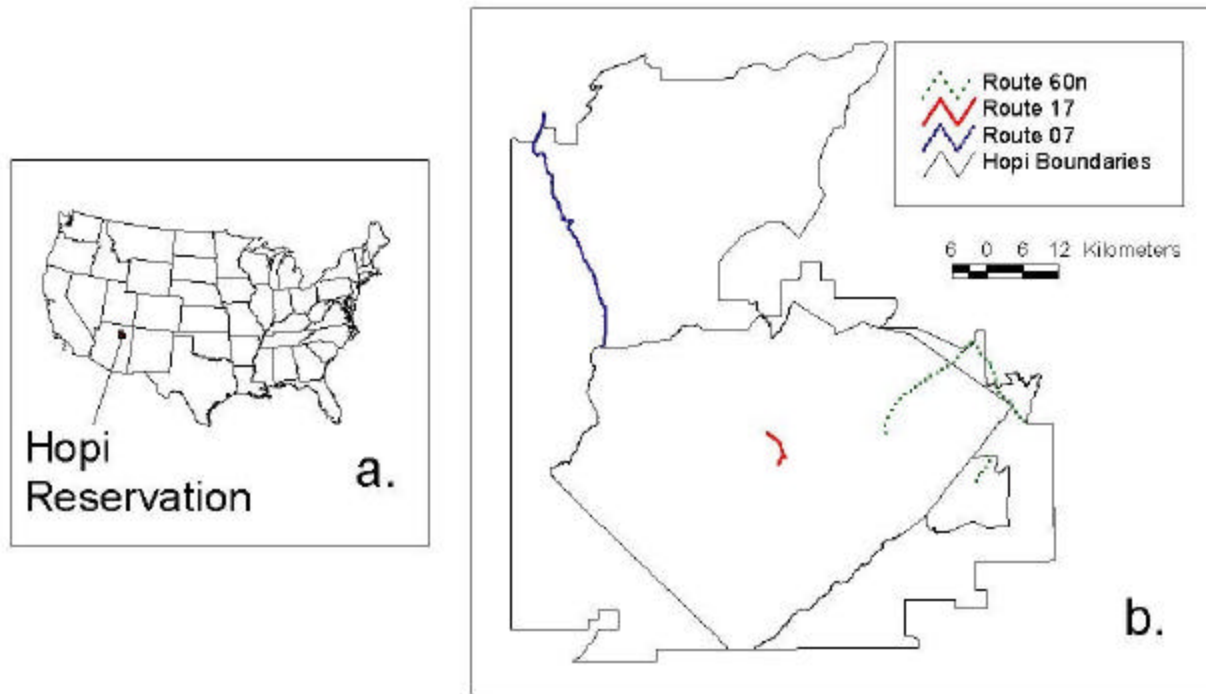 Hopi
Reservation
a.
Route 60n
Route 17
Route 07
Hopi Boundaries
6 0 6 12 Kilometers
b.